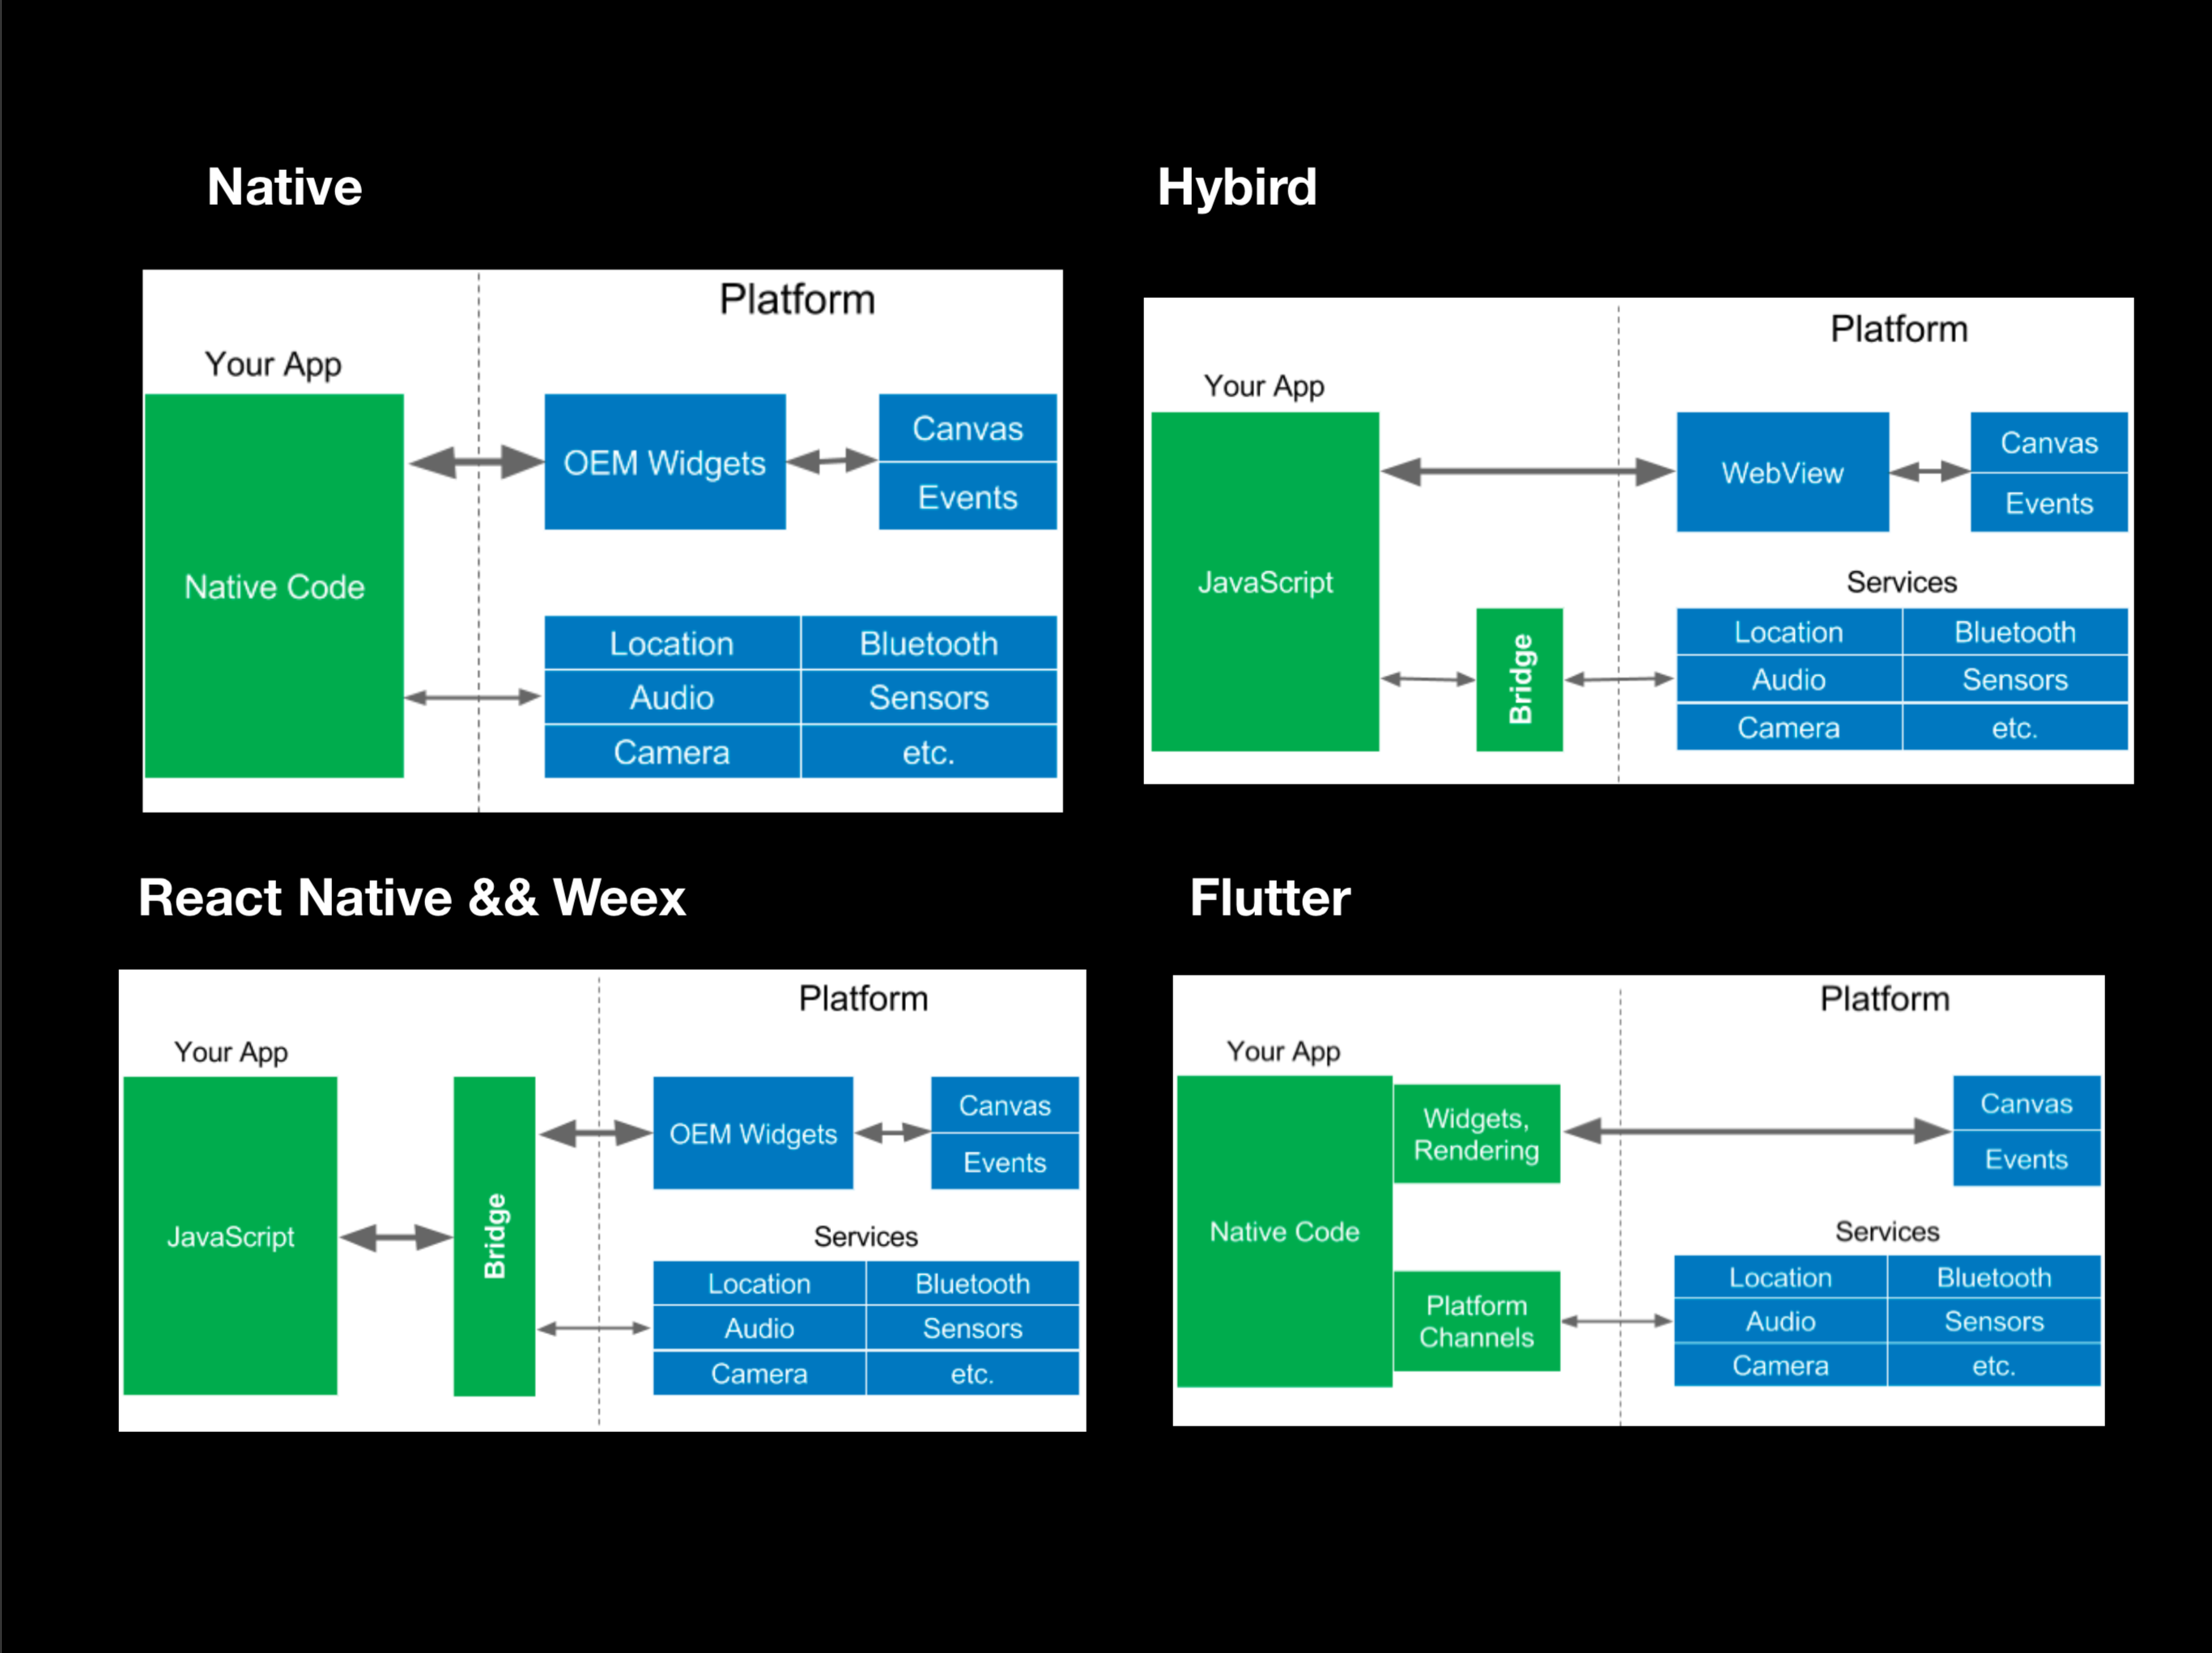 Native
Platform
Your App
Native Code
OEM Widgets
Canvas
Events
Location
Bluetooth
Audio
Sensors
Camera
etc.
Hybird
Platform
Your App
JavaScript
WebView
Canvas
Events
Bridge
Services
Location
Bluetooth
Audio
Sensors
Camera
etc.
React Native && Weex
Platform
Your App
JavaScript
Bridge
OEM Widgets
Canvas
Events
Services
Location
Bluetooth
Audio
Sensors
Camera
etc.
Flutter
Platform
Your App
Native Code
Widgets,
Rendering
Platform
Channels
Canvas
Events
Services
Location
Bluetooth
Audio
Sensors
Camera
etc.